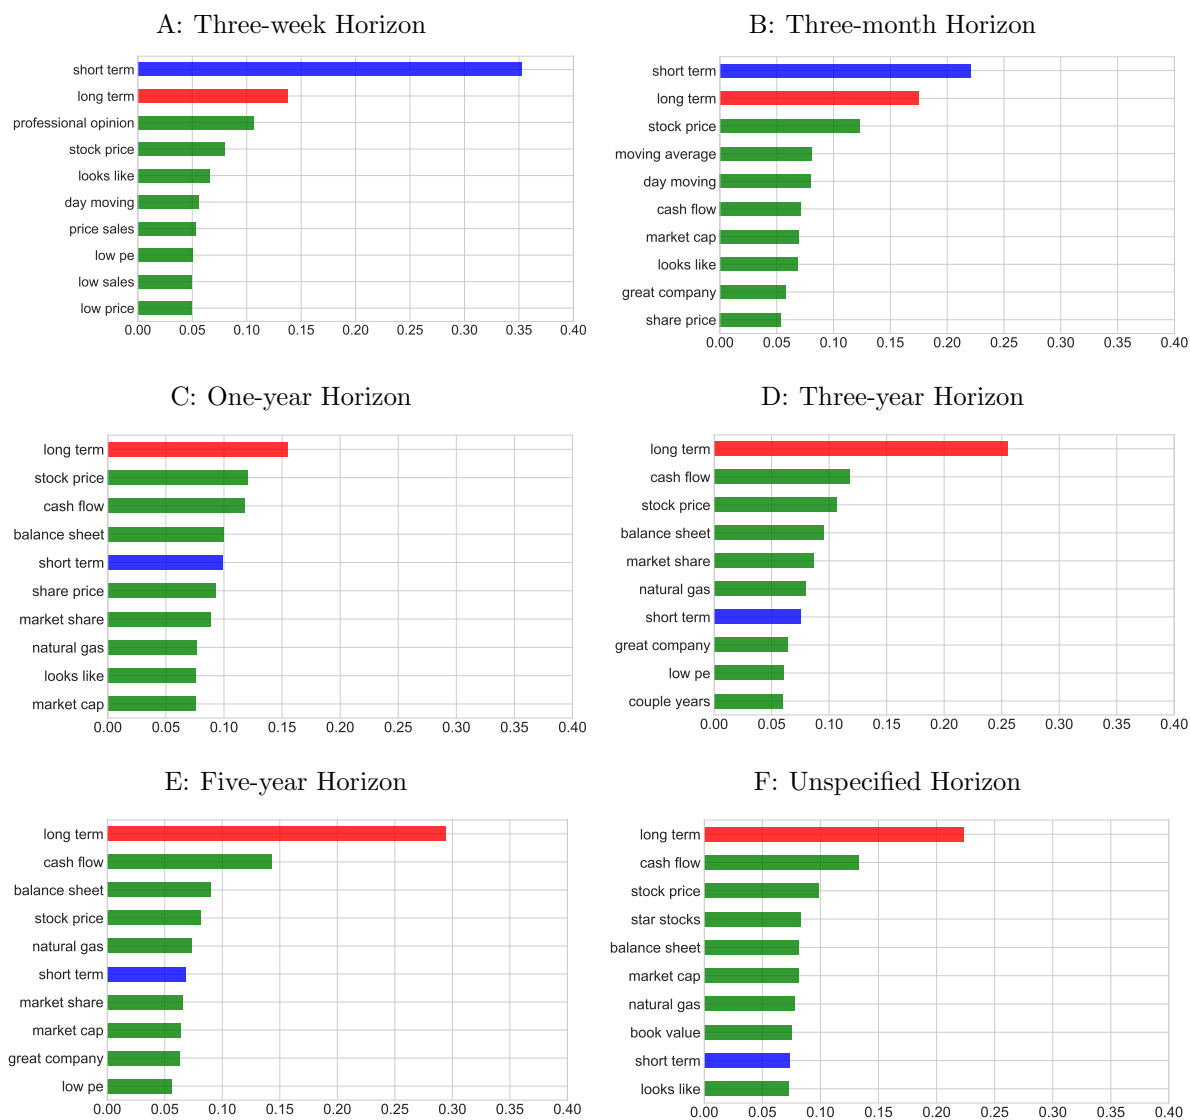 A: Three-week Horizon
short term
long term
professional opinion
stock price
looks like
day moving
price sales
low pe
low sales
low price
0.00 0.05 0.10 0.15 0.20 0.25 0.30 0.35 0.40
B: Three-month Horizon
short term
long term
stock price
moving average
day moving
cash flow
market cap
looks like
great company
share price
0.00 0.05 0.10 0.15 0.20 0.25 0.30 0.35 0.40
C: One-year Horizon
long term
stock price
cash flow
balance sheet
short term
share price
market share
natural gas
looks like
market cap
0.00 0.05 0.10 0.15 0.20 0.25 0.30 0.35 0.40
D: Three-year Horizon
long term
cash flow
stock price
balance sheet
market share
natural gas
short term
great company
low pe
couple years
0.00 0.05 0.10 0.15 0.20 0.25 0.30 0.35 0.40
E: Five-year Horizon
long term
cash flow
balance sheet
stock price
natural gas
short term
market share
market cap
great company
low pe
0.00 0.05 0.10 0.15 0.20 0.25 0.30 0.35 0.40
F: Unspecified Horizon
long term
cash flow
stock price
star stocks
balance sheet
market cap
natural gas
book value
short term
looks like
0.00 0.05 0.10 0.15 0.20 0.25 0.30 0.35 0.40